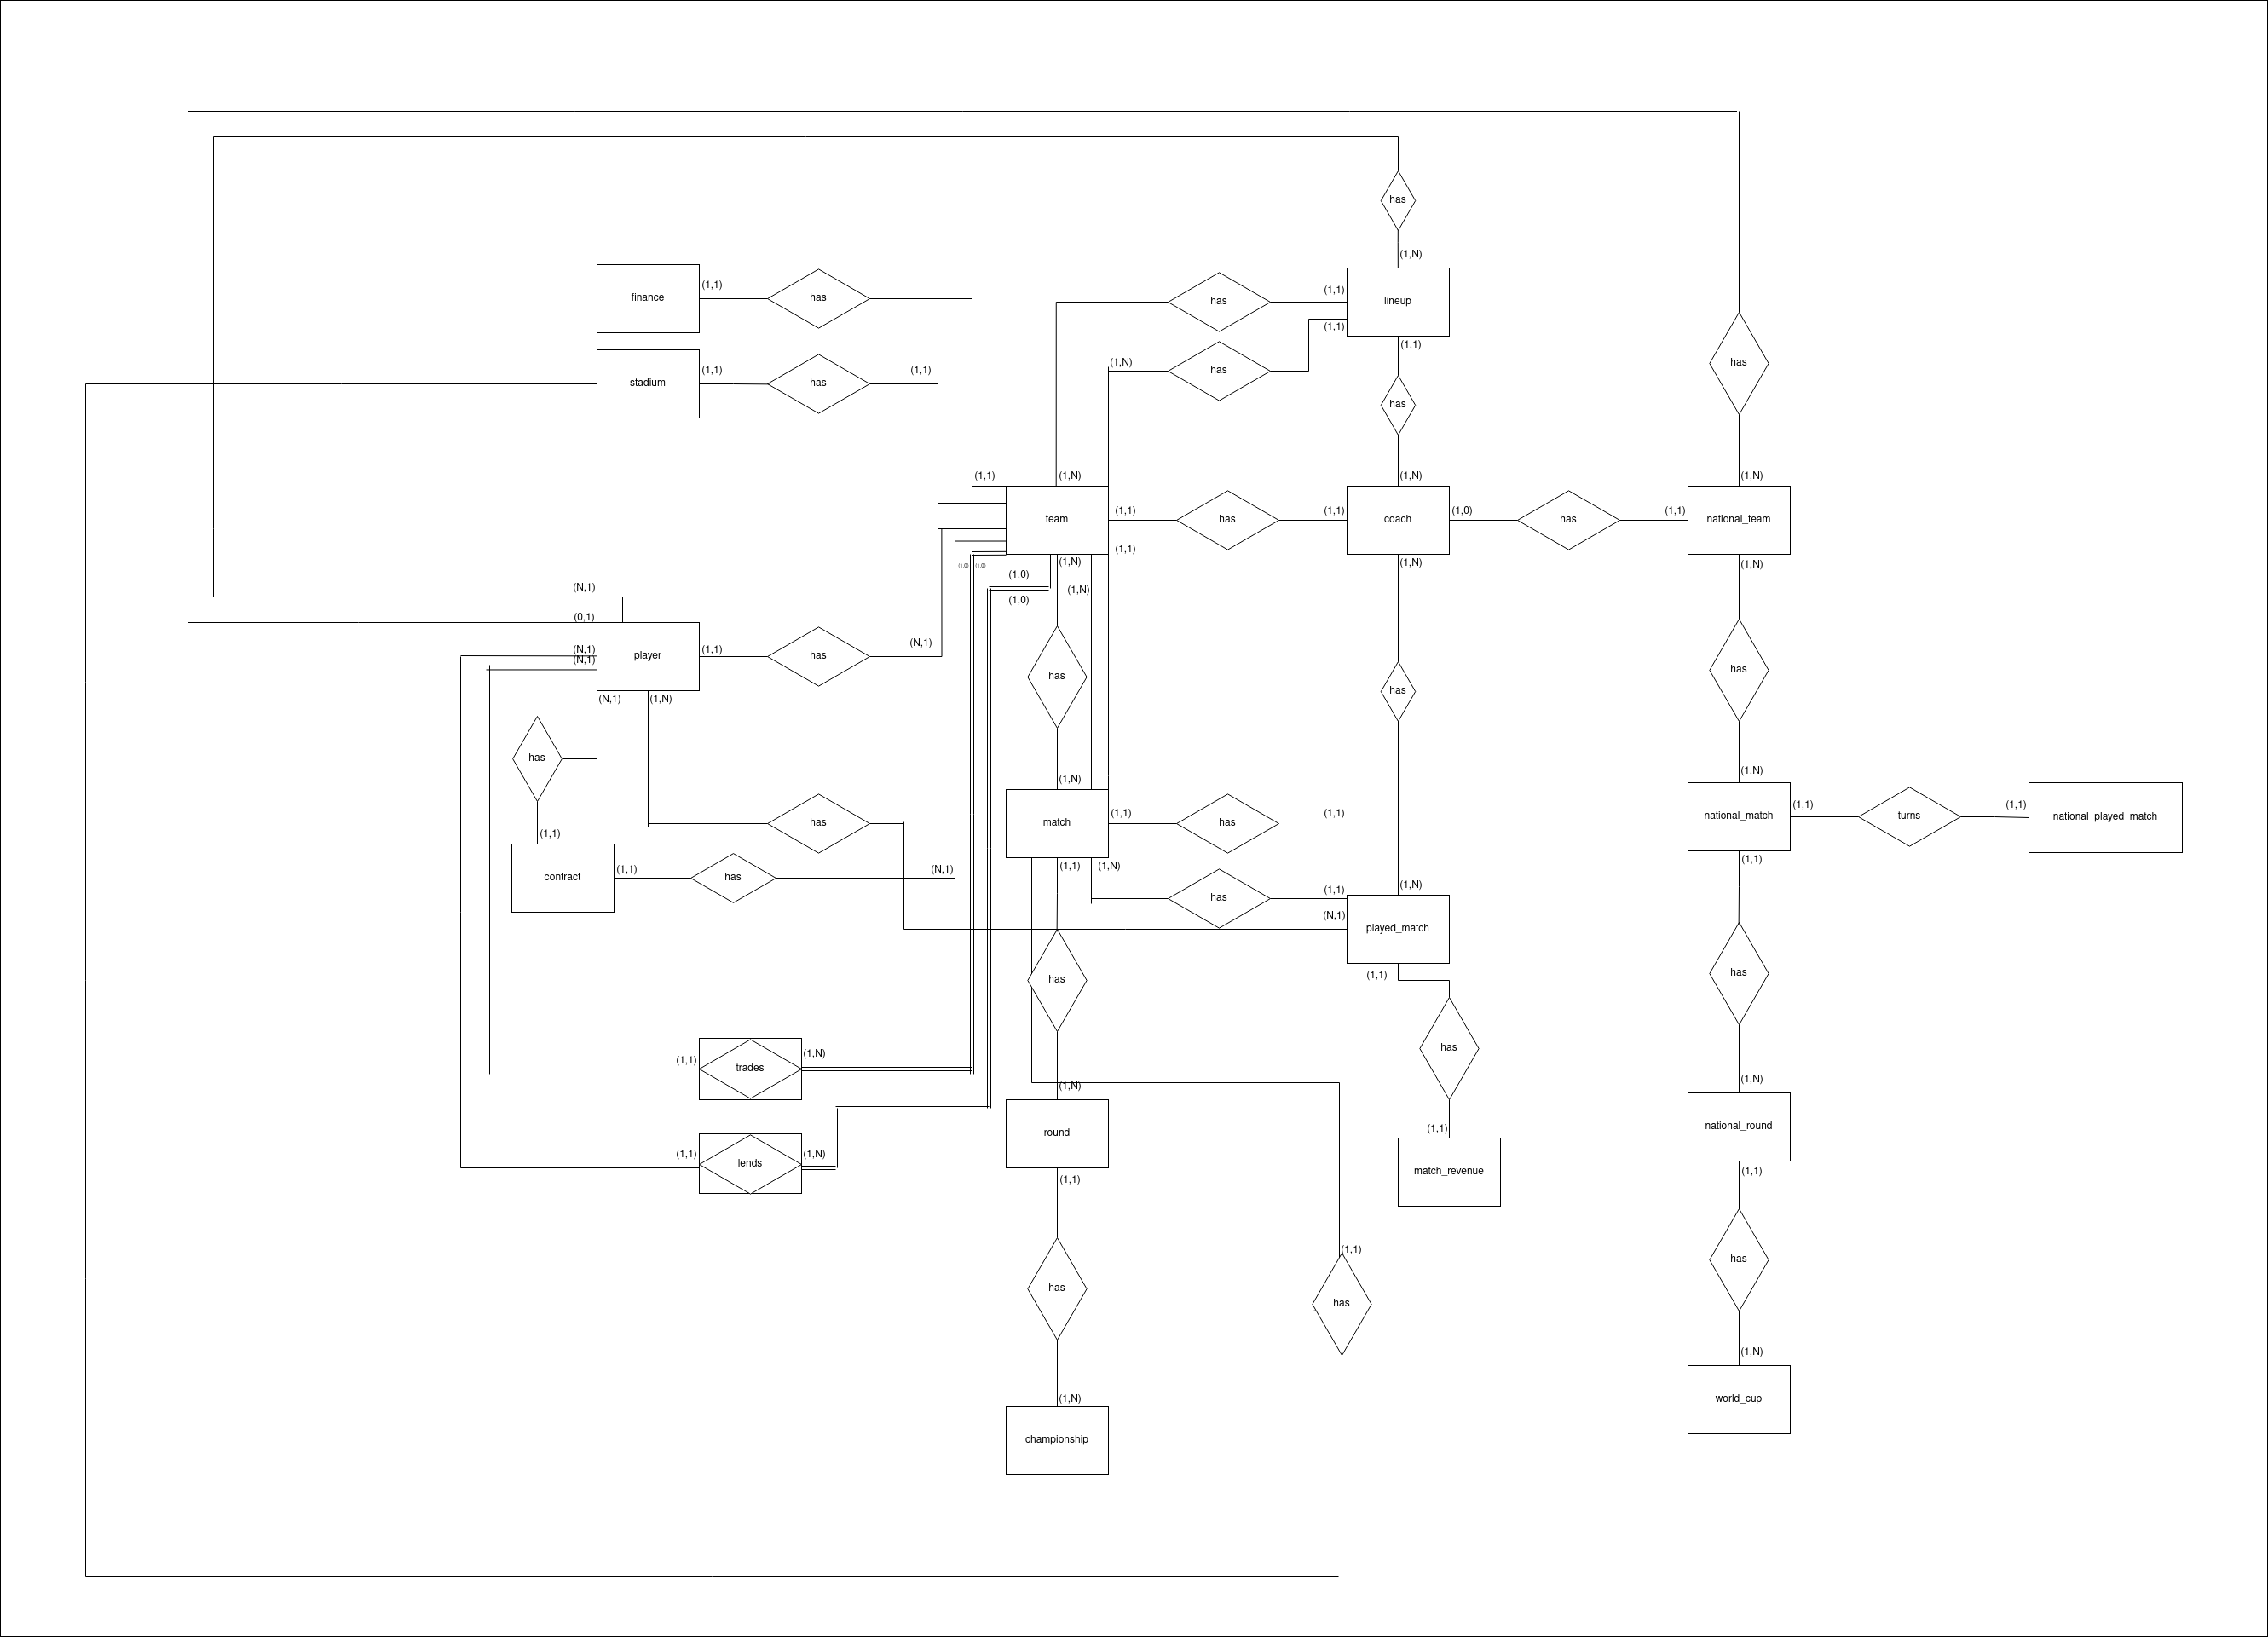 has
(1,N)
finance
(1,1)
has
has
(1,1)
lineup
(1,1)
(1,1)
stadium
(1,1)
has
(1,1)
(1,N)
has
has
has
(1,1)
(1,N)
(1,N)
(1,N)
team
(1,1)
has
(1,1)
coach
(1,0)
has
(1,1)
national_team
(1,1)
(1,0)
(1,0)
(1,0)
(1,0)
(1,N)
(1,N)
(1,N)
(1,N)
(N,1)
(0,1)
(N,1)
(N,1)
player
(1,1)
has
(N,1)
has
has
has
(N,1)
(1,N)
has
(1,N)
(1,N)
(1,1)
has
match
(1,1)
has
(1,1)
national_match
(1,1)
turns
(1,1)
national_played_match
(1,1)
contract
(1,1)
has
(N,1)
(1,1)
(1,N)
has
(1,1)
(1,N)
(N,1)
played_match
(1,1)
has
(1,1)
has
has
(1,1)
trades
(1,N)
(1,N)
(1,N)
round
national_round
(1,1)
lends
(1,N)
(1,1)
match_revenue
(1,1)
(1,1)
has
(1,1)
has
has
(1,N)
world_cup
(1,N)
championship